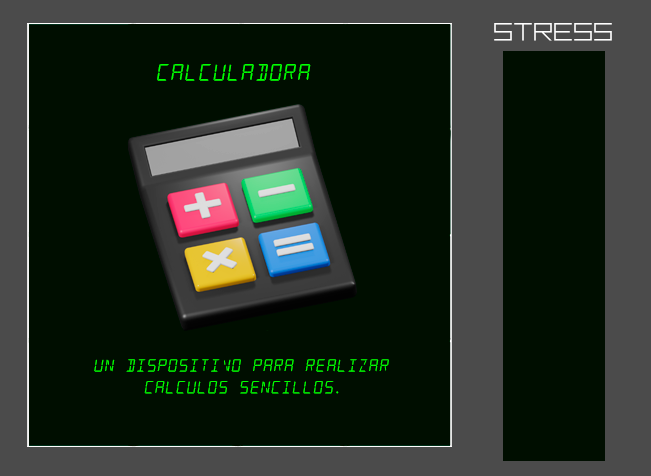 CALCULADORA
UN DISPOSITIVO PARA REALIZAR
CALCULOS SENCILLOS.
STRESS